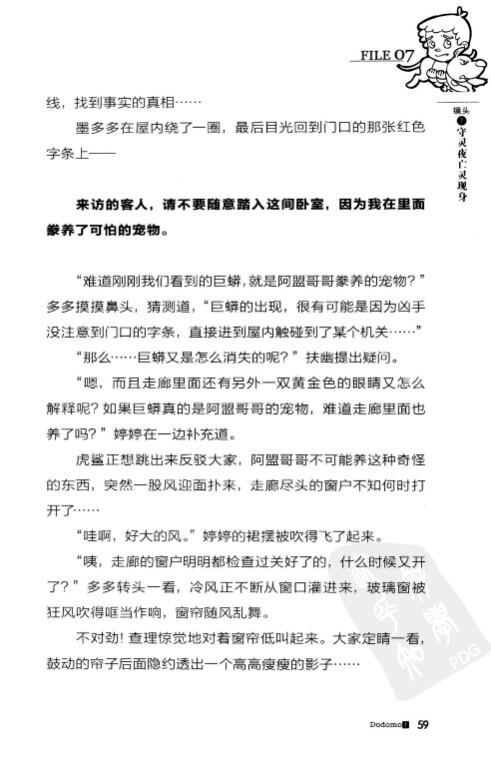 FILE 07
镜头
7
守灵夜亡灵现身
线，找到事实的真相……
墨多多在屋内绕了一圈，最后目光回到门口的那张红色
字条上——
来访的客人，请不要随意踏入这间卧室，因为我在里面
豢养了可怕的宠物。
“难道刚刚我们看到的巨蟒，就是阿盟哥哥豢养的宠物？”
多多摸摸鼻头，猜测道，“巨蟒的出现，很有可能是因为凶手
没注意到门口的字条，直接进到屋内触碰到了某个机关……”
“那么……巨蟒又是怎么消失的呢？”扶幽提出疑问。
“嗯，而且走廊里面还有另外一双黄金色的眼睛又怎么
解释呢？如果巨蟒真的是阿盟哥哥的宠物，难道走廊里面也
养了吗？”婷婷在一边补充道。
虎鲨正想跳出来反驳大家，阿盟哥哥不可能养这种奇怪
的东西，突然一股风迎面扑来，走廊尽头的窗户不知何时打
开了……
“哇啊，好大的风。”婷婷的裙摆被吹得飞了起来。
“咦，走廊的窗户明明都检查过关好了的，什么时候又开
了？”多多转头一看，冷风正不断从窗口灌进来，玻璃窗被
狂风吹得哐当作响，窗帘随风乱舞。
不对劲！查理惊觉地对着窗帘低叫起来。大家定睛一看，
鼓动的帘子后面隐约透出一个高高瘦瘦的影子……
PDG
Dodomo! 59